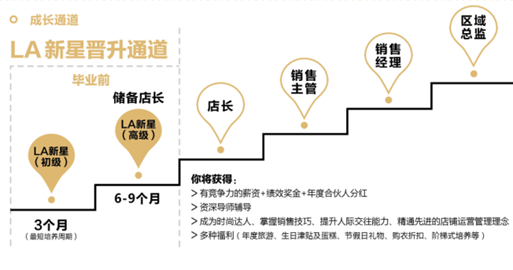 成长通道
LA新星晋升通道
毕业前
储备店长
LA新星
（初级）
LA新星
（高级）
店长
销售
主管
销售
经理
区域
总监
3个月
（最短培养周期）
6-9个月
你将获得：
> 有竞争力的薪资+绩效奖金+年度合伙人分红
> 资深导师辅导
> 成为时尚达人、掌握销售技巧、提升人际交往能力、精通先进的店铺运营管理理念
> 多种福利（年度旅游、生日津贴及蛋糕、节假日礼物、购衣折扣、阶梯式培养等）